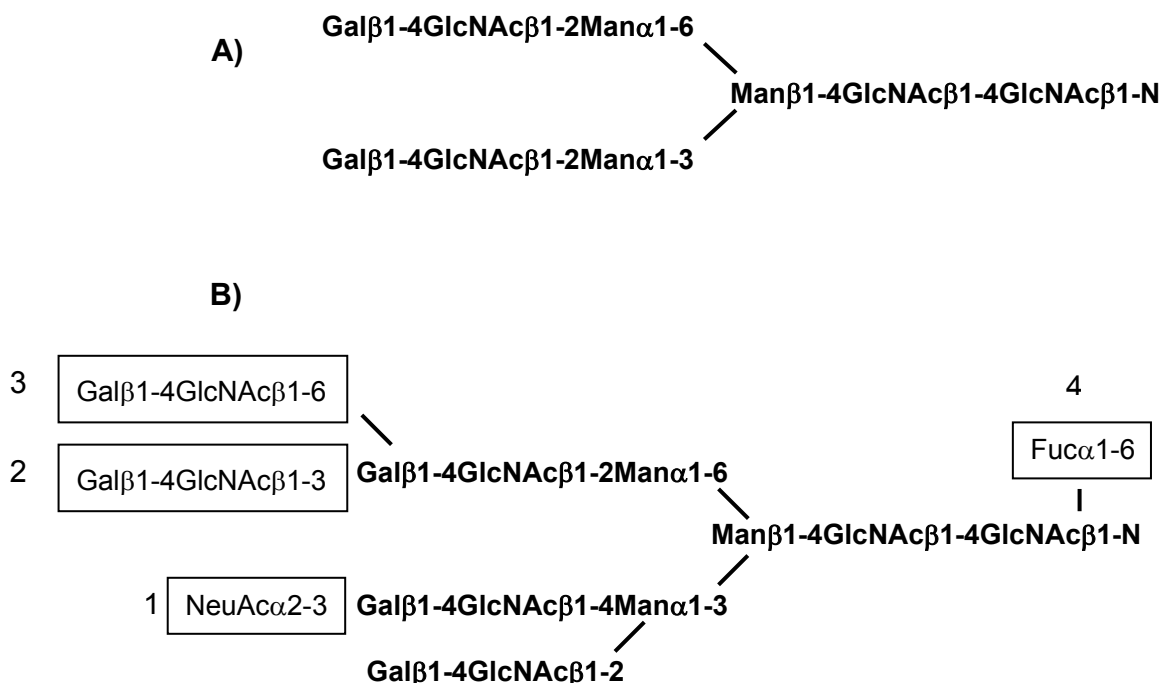 Galβ1-4GlcNAcβ1-2Manα1-6
A)
Manβ1-4GlcNAcβ1-4GlcNAcβ1-N
Galβ1-4GlcNAcβ1-2Manα1-3
B)
3 Galβ1-4GlcNAcβ1-6
4
Fucα1-6
2 Galβ1-4GlcNAcβ1-3 Galβ1-4GlcNAcβ1-2Manα1-6
Manβ1-4GlcNAcβ1-4GlcNAcβ1-N
1 NeuAcα2-3 Galβ1-4GlcNAcβ1-4Manα1-3
Galβ1-4GlcNAcβ1-2